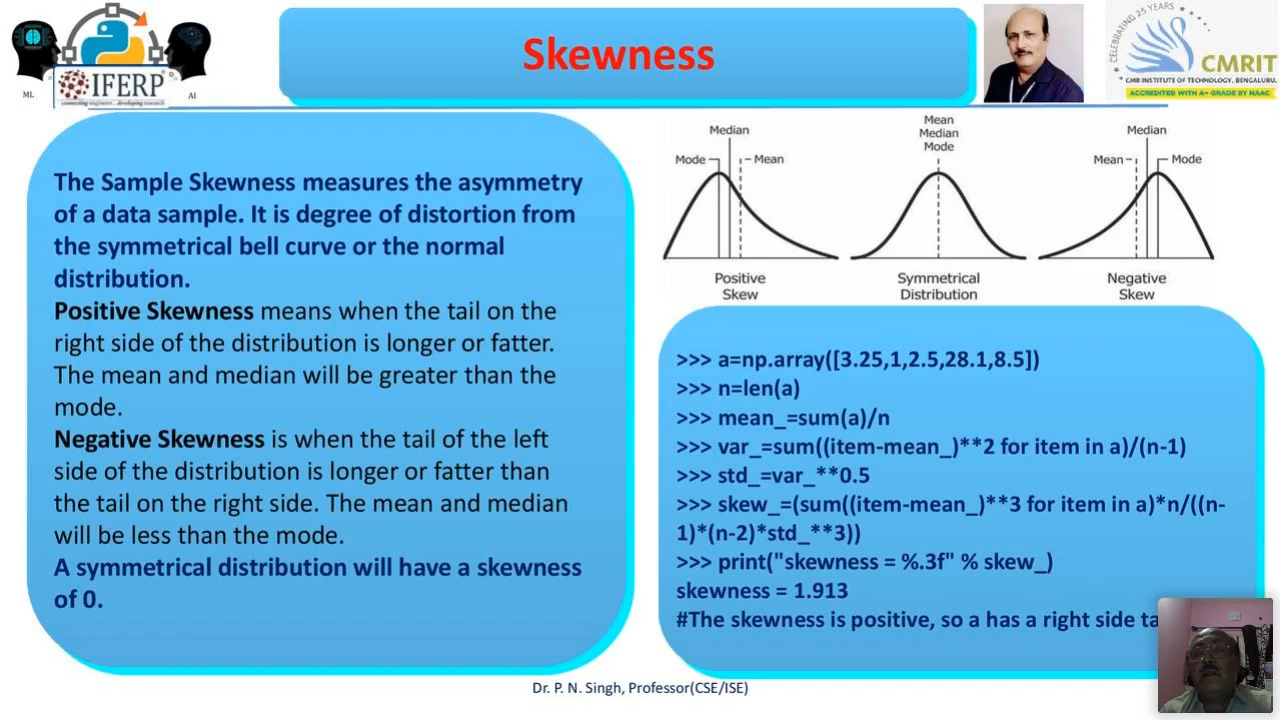 ML
IFERP
connecting engineers...developing research
AI
Skewness
CELEBRATING 25 YEARS
CMRIT
* CMR INSTITUTE OF TECHNOLOGY, BENGALURU.
ACCREDITED WITH A+ GRADE BY NAAC
The Sample Skewness measures the asymmetry
of a data sample. It is degree of distortion from
the symmetrical bell curve or the normal
distribution.
Positive Skewness means when the tail on the
right side of the distribution is longer or fatter.
The mean and median will be greater than the
mode.
Negative Skewness is when the tail of the left
side of the distribution is longer or fatter than
the tail on the right side. The mean and median
will be less than the mode.
A symmetrical distribution will have a skewness
of 0.
Median
Mode
Mean
Positive
Skew
Mean
Median
Mode
Symmetrical
Distribution
Median
Mean
Mode
Negative
Skew
>>> a=np.array([3.25,1,2.5,28.1,8.5])
>>> n=len(a)
>>> mean_=sum(a)/n
>>> var_=sum((item-mean_)**2 for item in a)/(n-1)
>>> std_=var_**0.5
>>> skew_=(sum((item-mean_)**3 for item in a)*n/((n-
1)*(n-2)*std_**3))
>>> print("skewness = %.3f" % skew_)
skewness = 1.913
#The skewness is positive, so a has a right side ta
Dr. P. N. Singh, Professor(CSE/ISE)